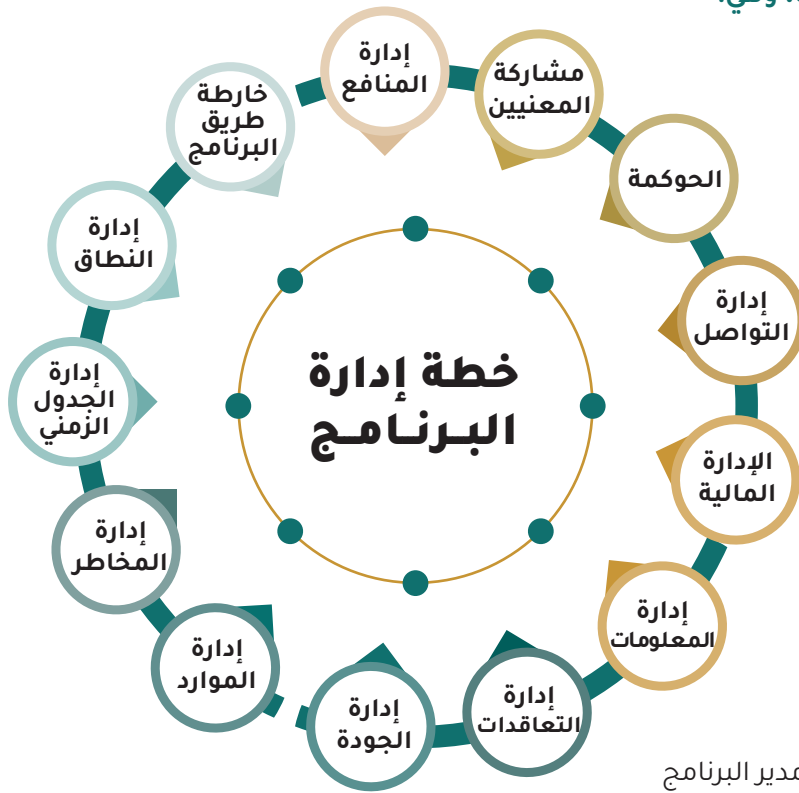 وهي:
إدارة
المنافع
مشاركة
المعنيين
الحوكمة
إدارة
التواصل
الإدارة
المالية
إدارة
المعلومات
إدارة
التعاقدات
إدارة
الجودة
إدارة
الموارد
إدارة
المخاطر
إدارة
الجدول
الزمني
إدارة
النطاق
خارطة
طريق
البرنامج
خطة إدارة
البـرنـامـج
مدير البرنامج